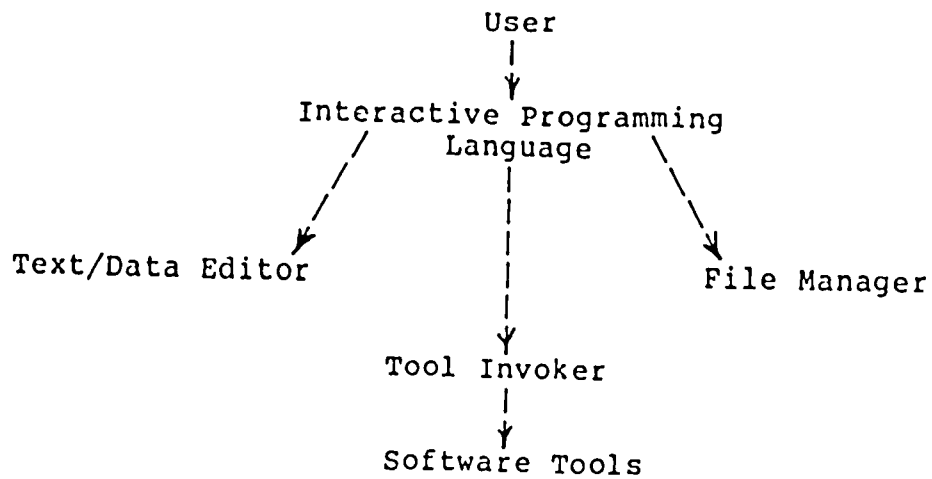 User
Interactive Programming
Language
Text/Data Editor
File Manager
Tool Invoker
Software Tools